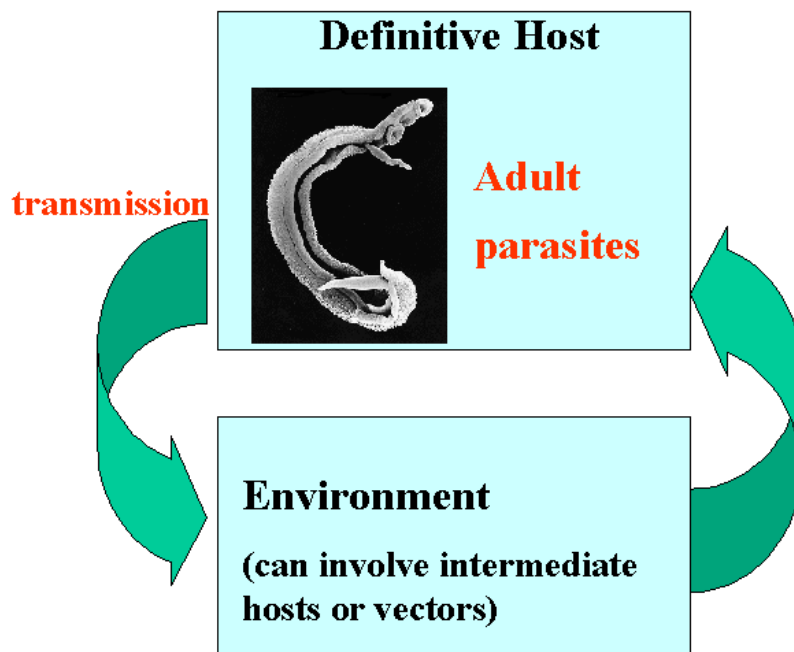 Definitive Host
Adult
parasites
transmission
Environment
(can involve intermediate
hosts or vectors)